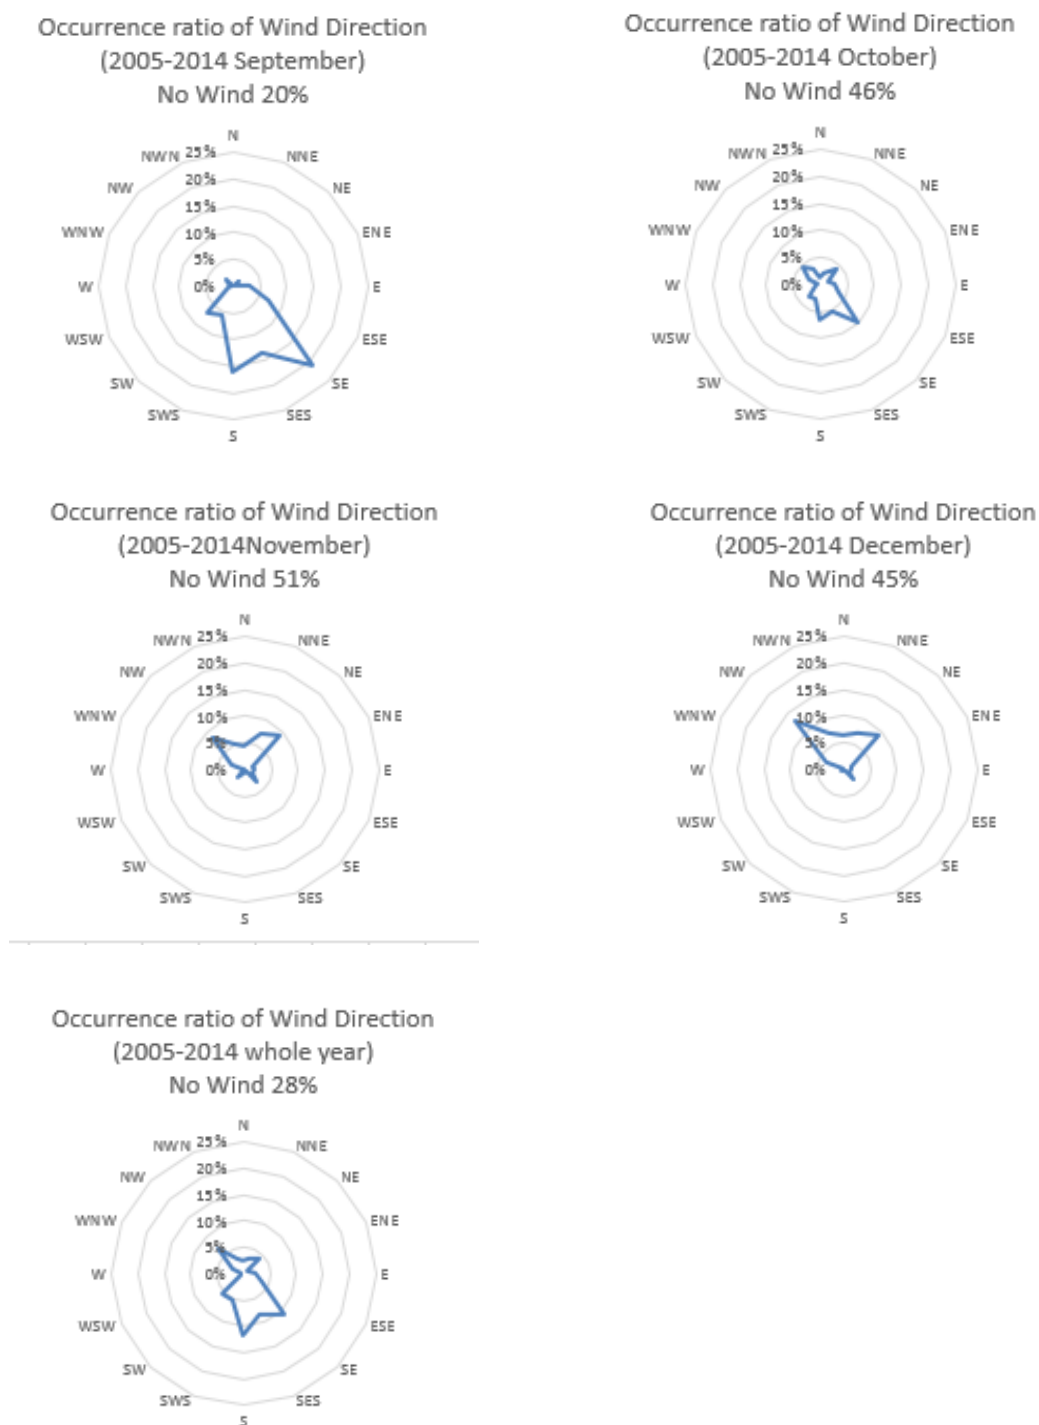 Occurrence ratio of Wind Direction
(2005-2014 September)
No Wind 20%
N
NWN 25% NNE
NW 20% NE
15%
WNW 10% ENE
5%
W 0% E
WSW ESE
SW SE
SWS SES
S
Occurrence ratio of Wind Direction
(2005-2014 October)
No Wind 46%
N
NWN 25% NNE
NW 20% NE
15%
WNW 10% ENE
5%
W 0% E
WSW ESE
SW SE
SWS SES
S
Occurrence ratio of Wind Direction
(2005-2014November)
No Wind 51%
N
NWN 25% NNE
NW 20% NE
15%
WNW 10% ENE
5%
W 0% E
WSW ESE
SW SE
SWS SES
S
Occurrence ratio of Wind Direction
(2005-2014 December)
No Wind 45%
N
NWN 25% NNE
NW 20% NE
15%
WNW 10% ENE
5%
W 0% E
WSW ESE
SW SE
SWS SES
S
Occurrence ratio of Wind Direction
(2005-2014 whole year)
No Wind 28%
N
NWN 25% NNE
NW 20% NE
15%
WNW 10% ENE
5%
W 0% E
WSW ESE
SW SE
SWS SES
S